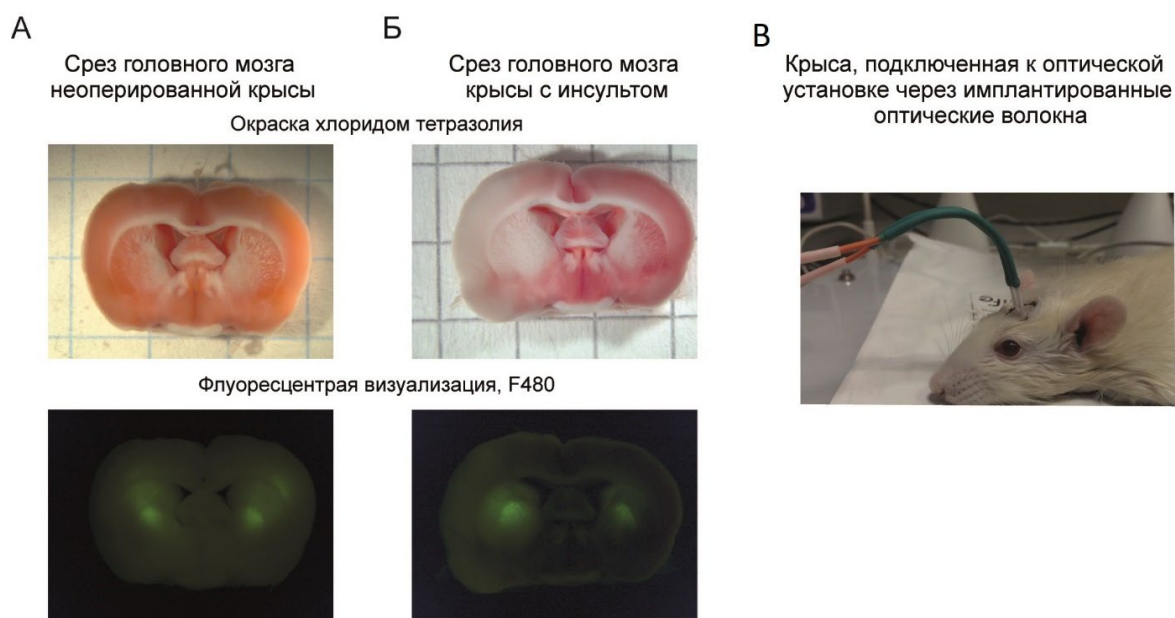 А
Срез головного мозга
неоперированной крысы
Б
Срез головного мозга
крысы с инсультом
Окраска хлоридом тетразолия
Флуоресцентрая визуализация, F480
В
Крыса, подключенная к оптической
установке через имплантированные
оптические волокна